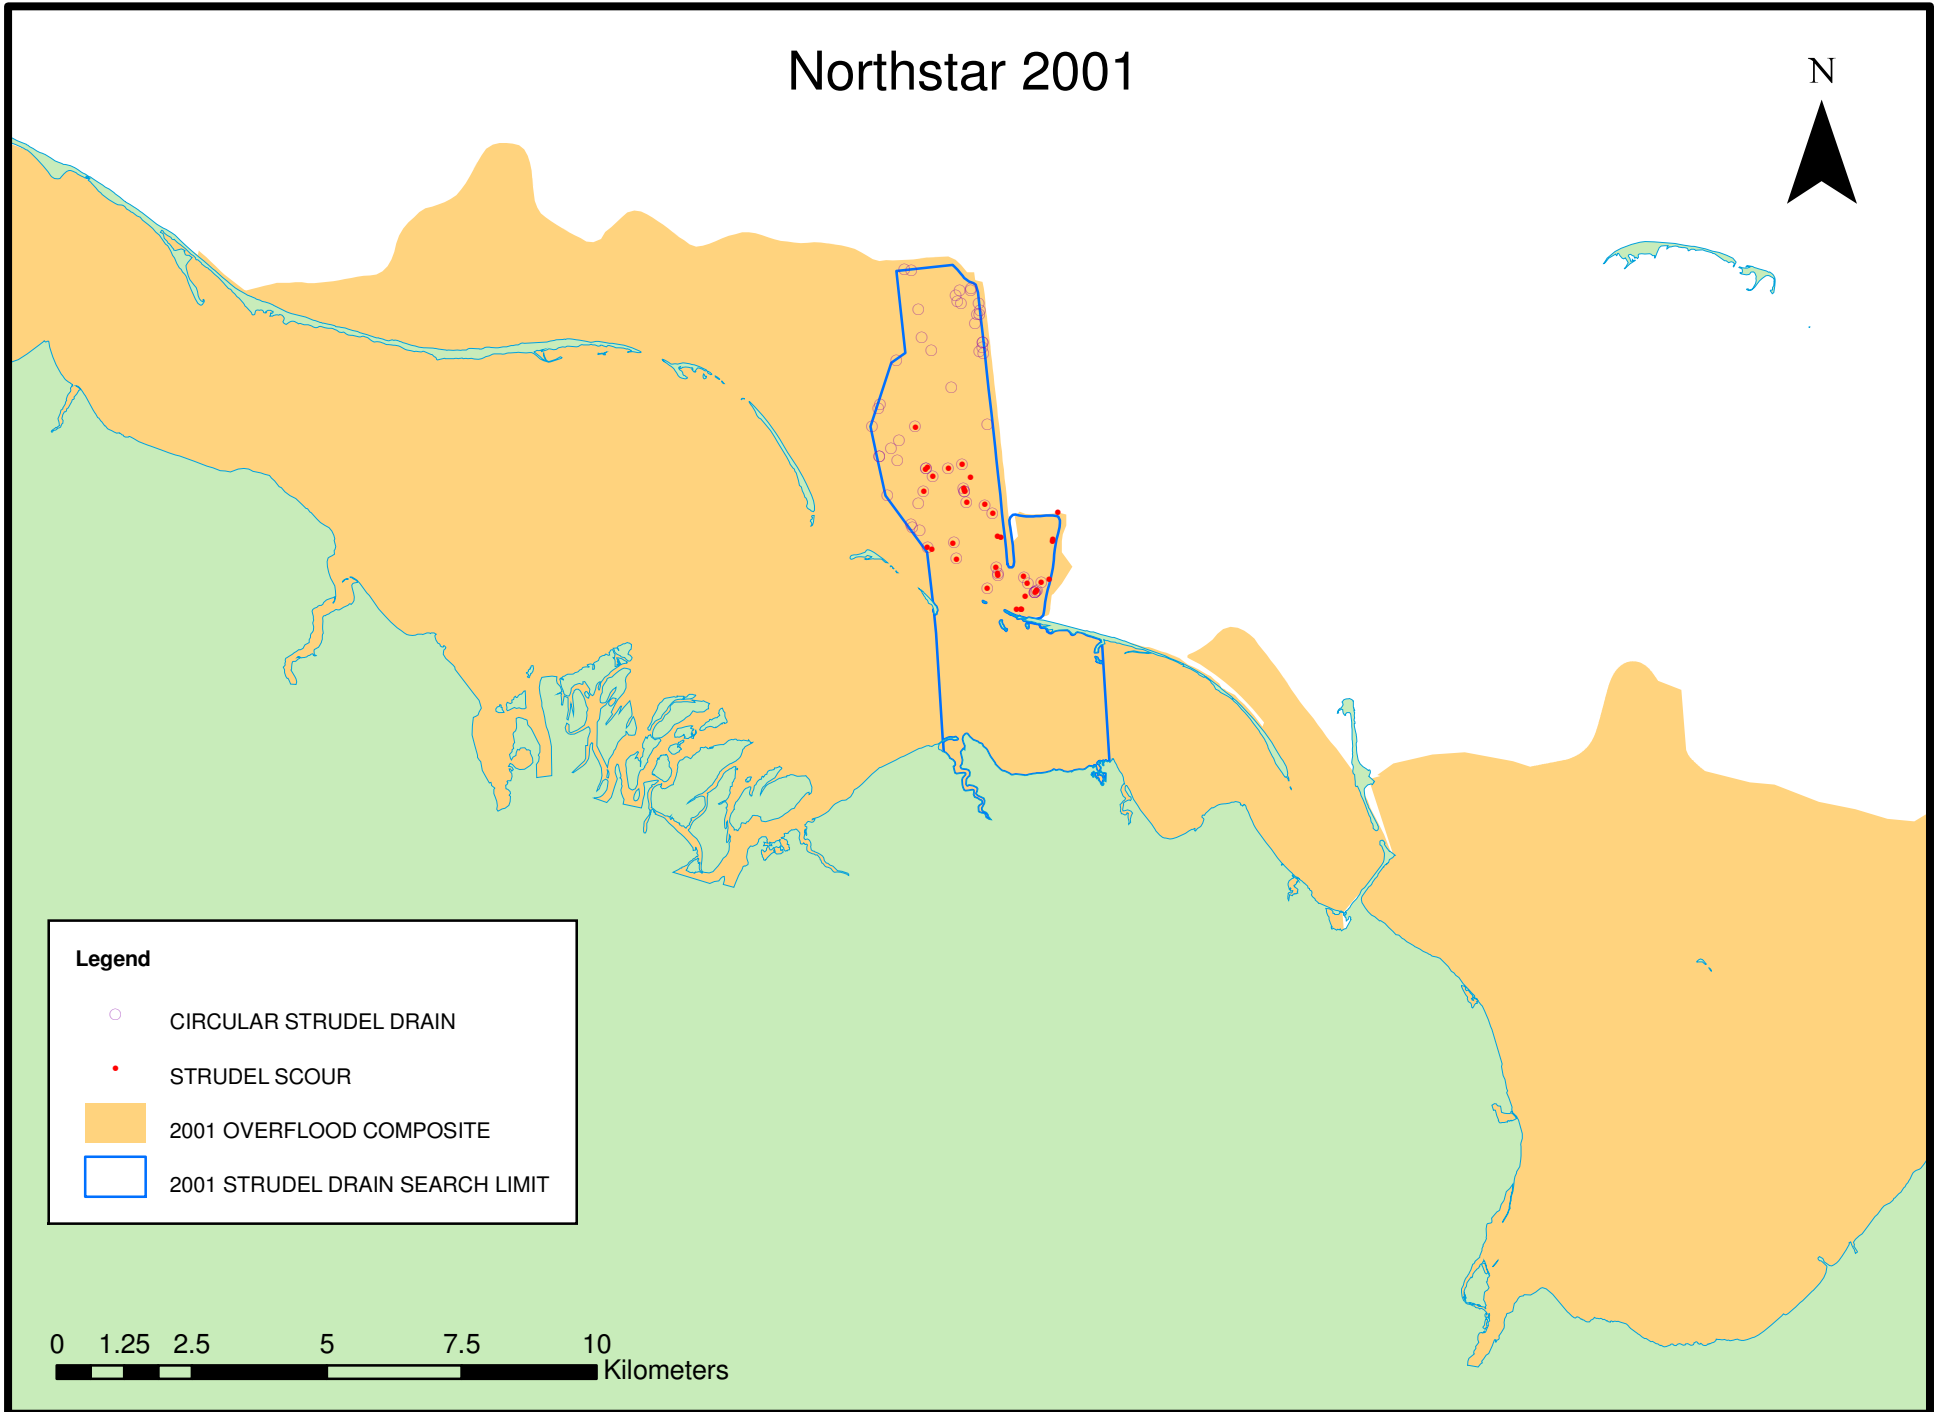 Northstar 2001
N
Legend
CIRCULAR STRUDEL DRAIN
STRUDEL SCOUR
2001 OVERFLOOD COMPOSITE
2001 STRUDEL DRAIN SEARCH LIMIT
0 1.25 2.5 5 7.5 10
Kilometers